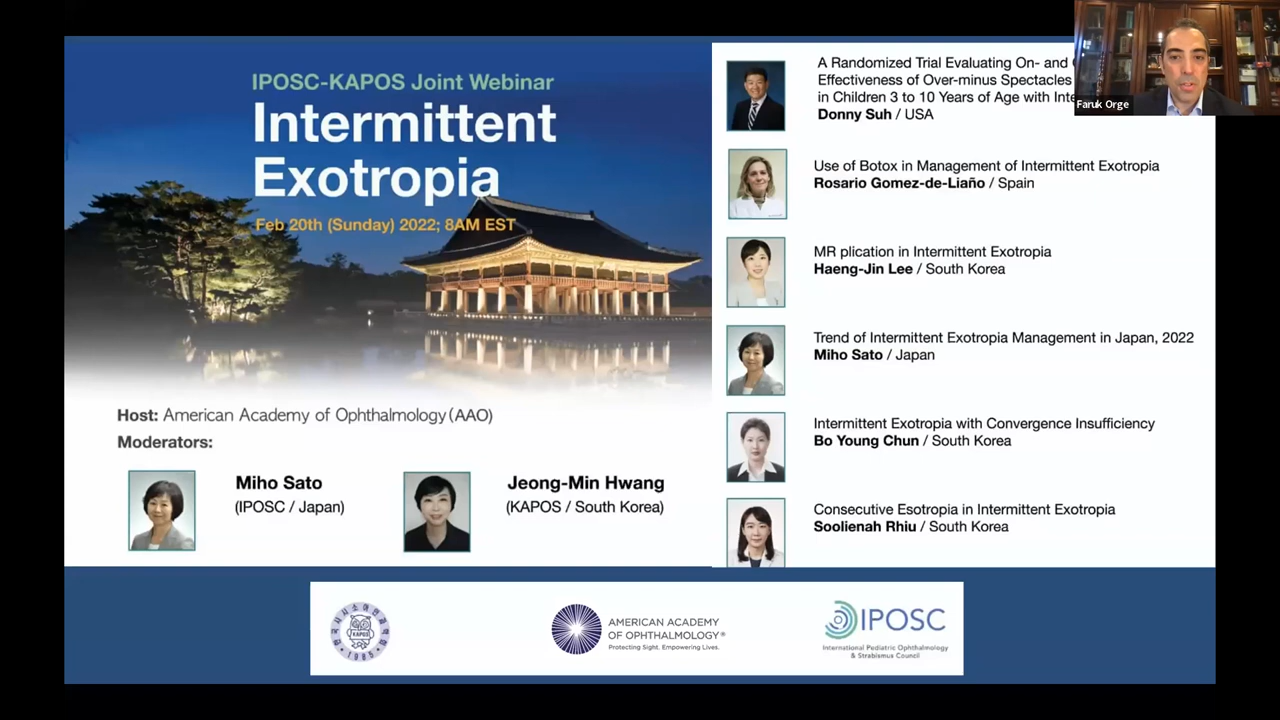 IPOSC-KAPOS Joint Webinar
Intermittent
Exotropia
Feb 20th (Sunday) 2022; 8AM EST
Host: American Academy of Ophthalmology (AAO)
Moderators:
Miho Sato
(IPOSC / Japan)
Jeong-Min Hwang
(KAPOS / South Korea)
A Randomized Trial Evaluating On- and
Effectiveness of Over-minus Spectacles
in Children 3 to 10 Years of Age with
Donny Suh / USA
Use of Botox in Management of Intermittent Exotropia
Rosario Gomez-de-Liaño / Spain
MR plication in Intermittent Exotropia
Haeng-Jin Lee / South Korea
Trend of Intermittent Exotropia Management in Japan, 2022
Miho Sato / Japan
Intermittent Exotropia with Convergence Insufficiency
Bo Young Chun / South Korea
Consecutive Esotropia in Intermittent Exotropia
Soolienah Rhiu / South Korea
Faruk Orge
KAPOS
1985
AMERICAN ACADEMY
OF OPHTHALMOLOGY®
Protecting Sight. Empowering Lives.
IPOSC
International Pediatric Ophthalmology
& Strabismus Council